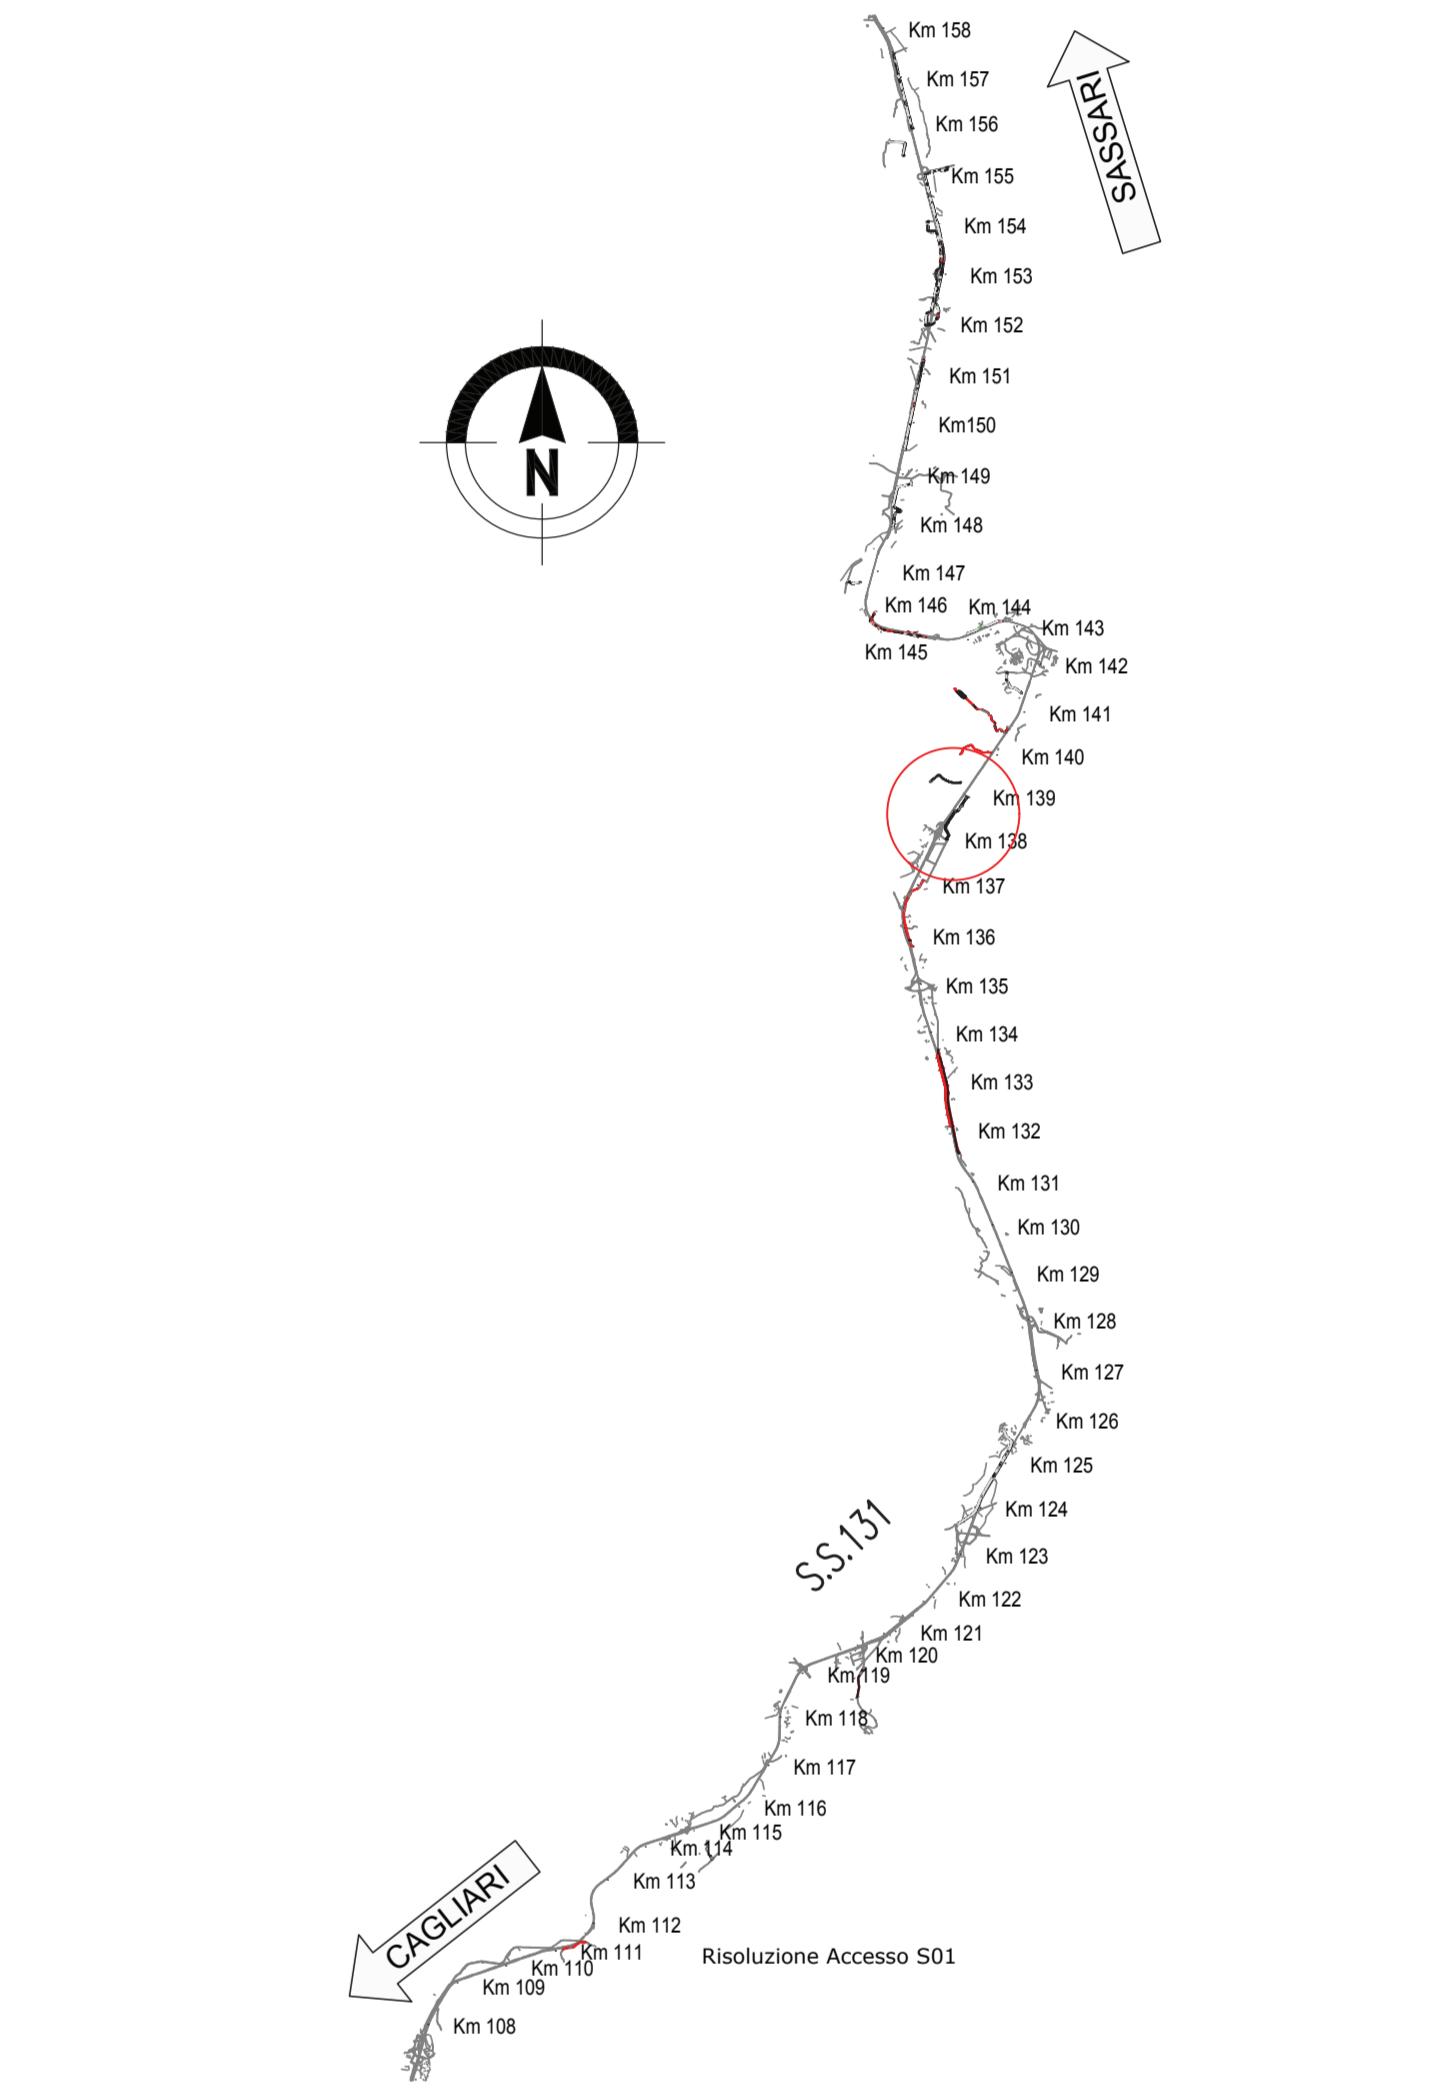 Km 158
SASSARI
Km 157
Km 156
Km 155
Km 154
Km 153
Km 152
Km 151
Km150
N
Km 149
Km 148
Km 147
Km 146
Km 144
Km 143
Km 145
Km 142
Km 141
Km 140
Km 139
Km 138
Km 137
Km 136
Km 135
Km 134
Km 133
Km 132
Km 131
Km 130
Km 129
Km 128
Km 127
Km 126
Km 125
Km 124
S.S.131
Km 123
Km 122
Km 121
Km 120
Km 119
Km 118
Km 117
Km 116
Km 115
Km 114
Km 113
CAGLIARI
Km 112
Km 111
Risoluzione Accesso S01
Km 110
Km 109
Km 108